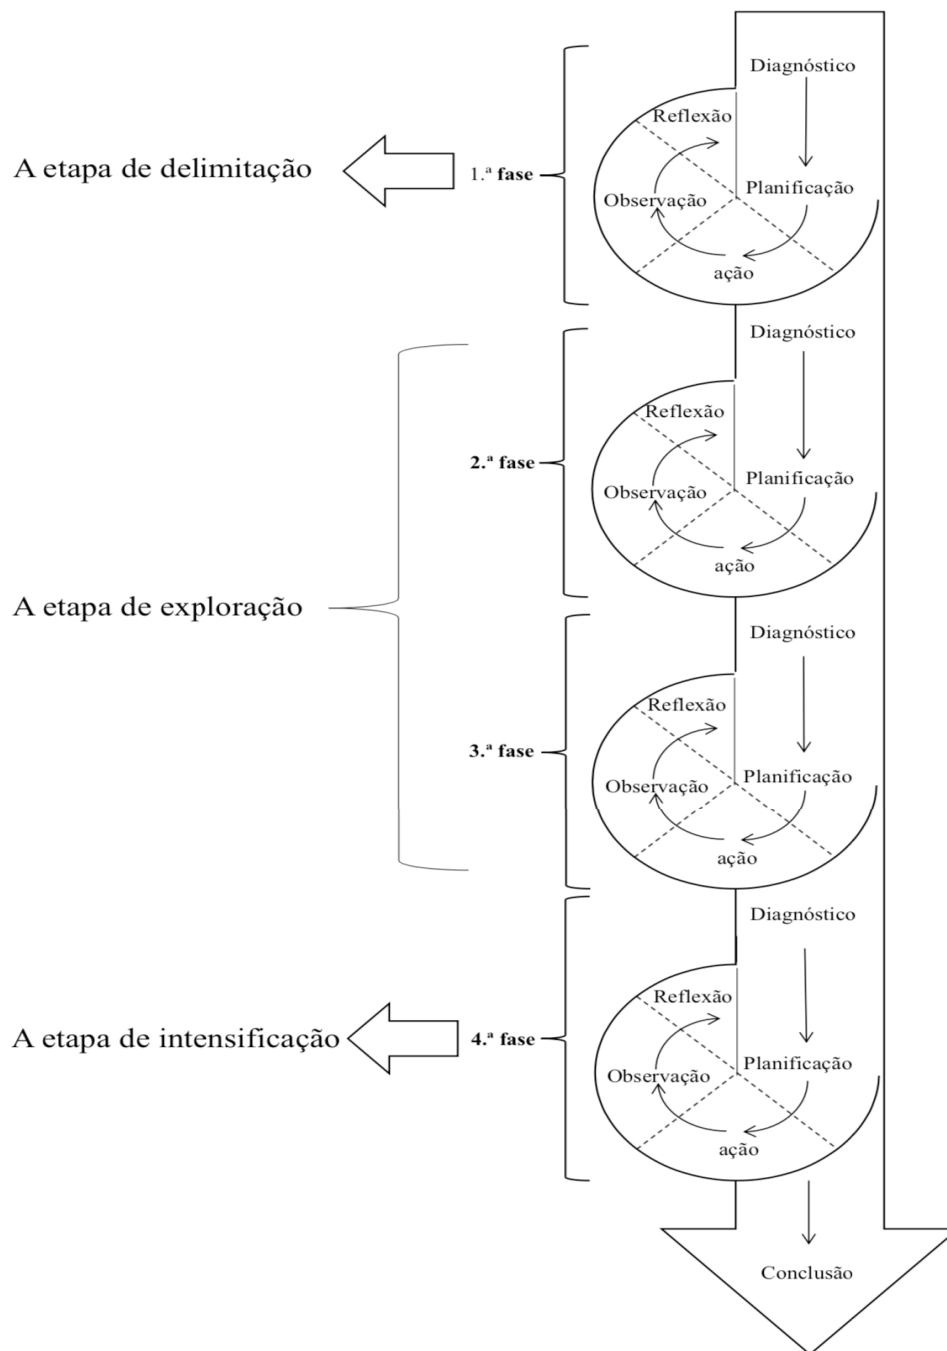 Diagnóstico
Reflexão
A etapa de delimitação
1.ª fase
Planificação
Observação
ação
Diagnóstico
Reflexão
2.ª fase
Planificação
Observação
ação
A etapa de exploração
Diagnóstico
Reflexão
3.ª fase
Planificação
Observação
ação
Diagnóstico
Reflexão
A etapa de intensificação
4.ª fase
Planificação
Observação
ação
Conclusão